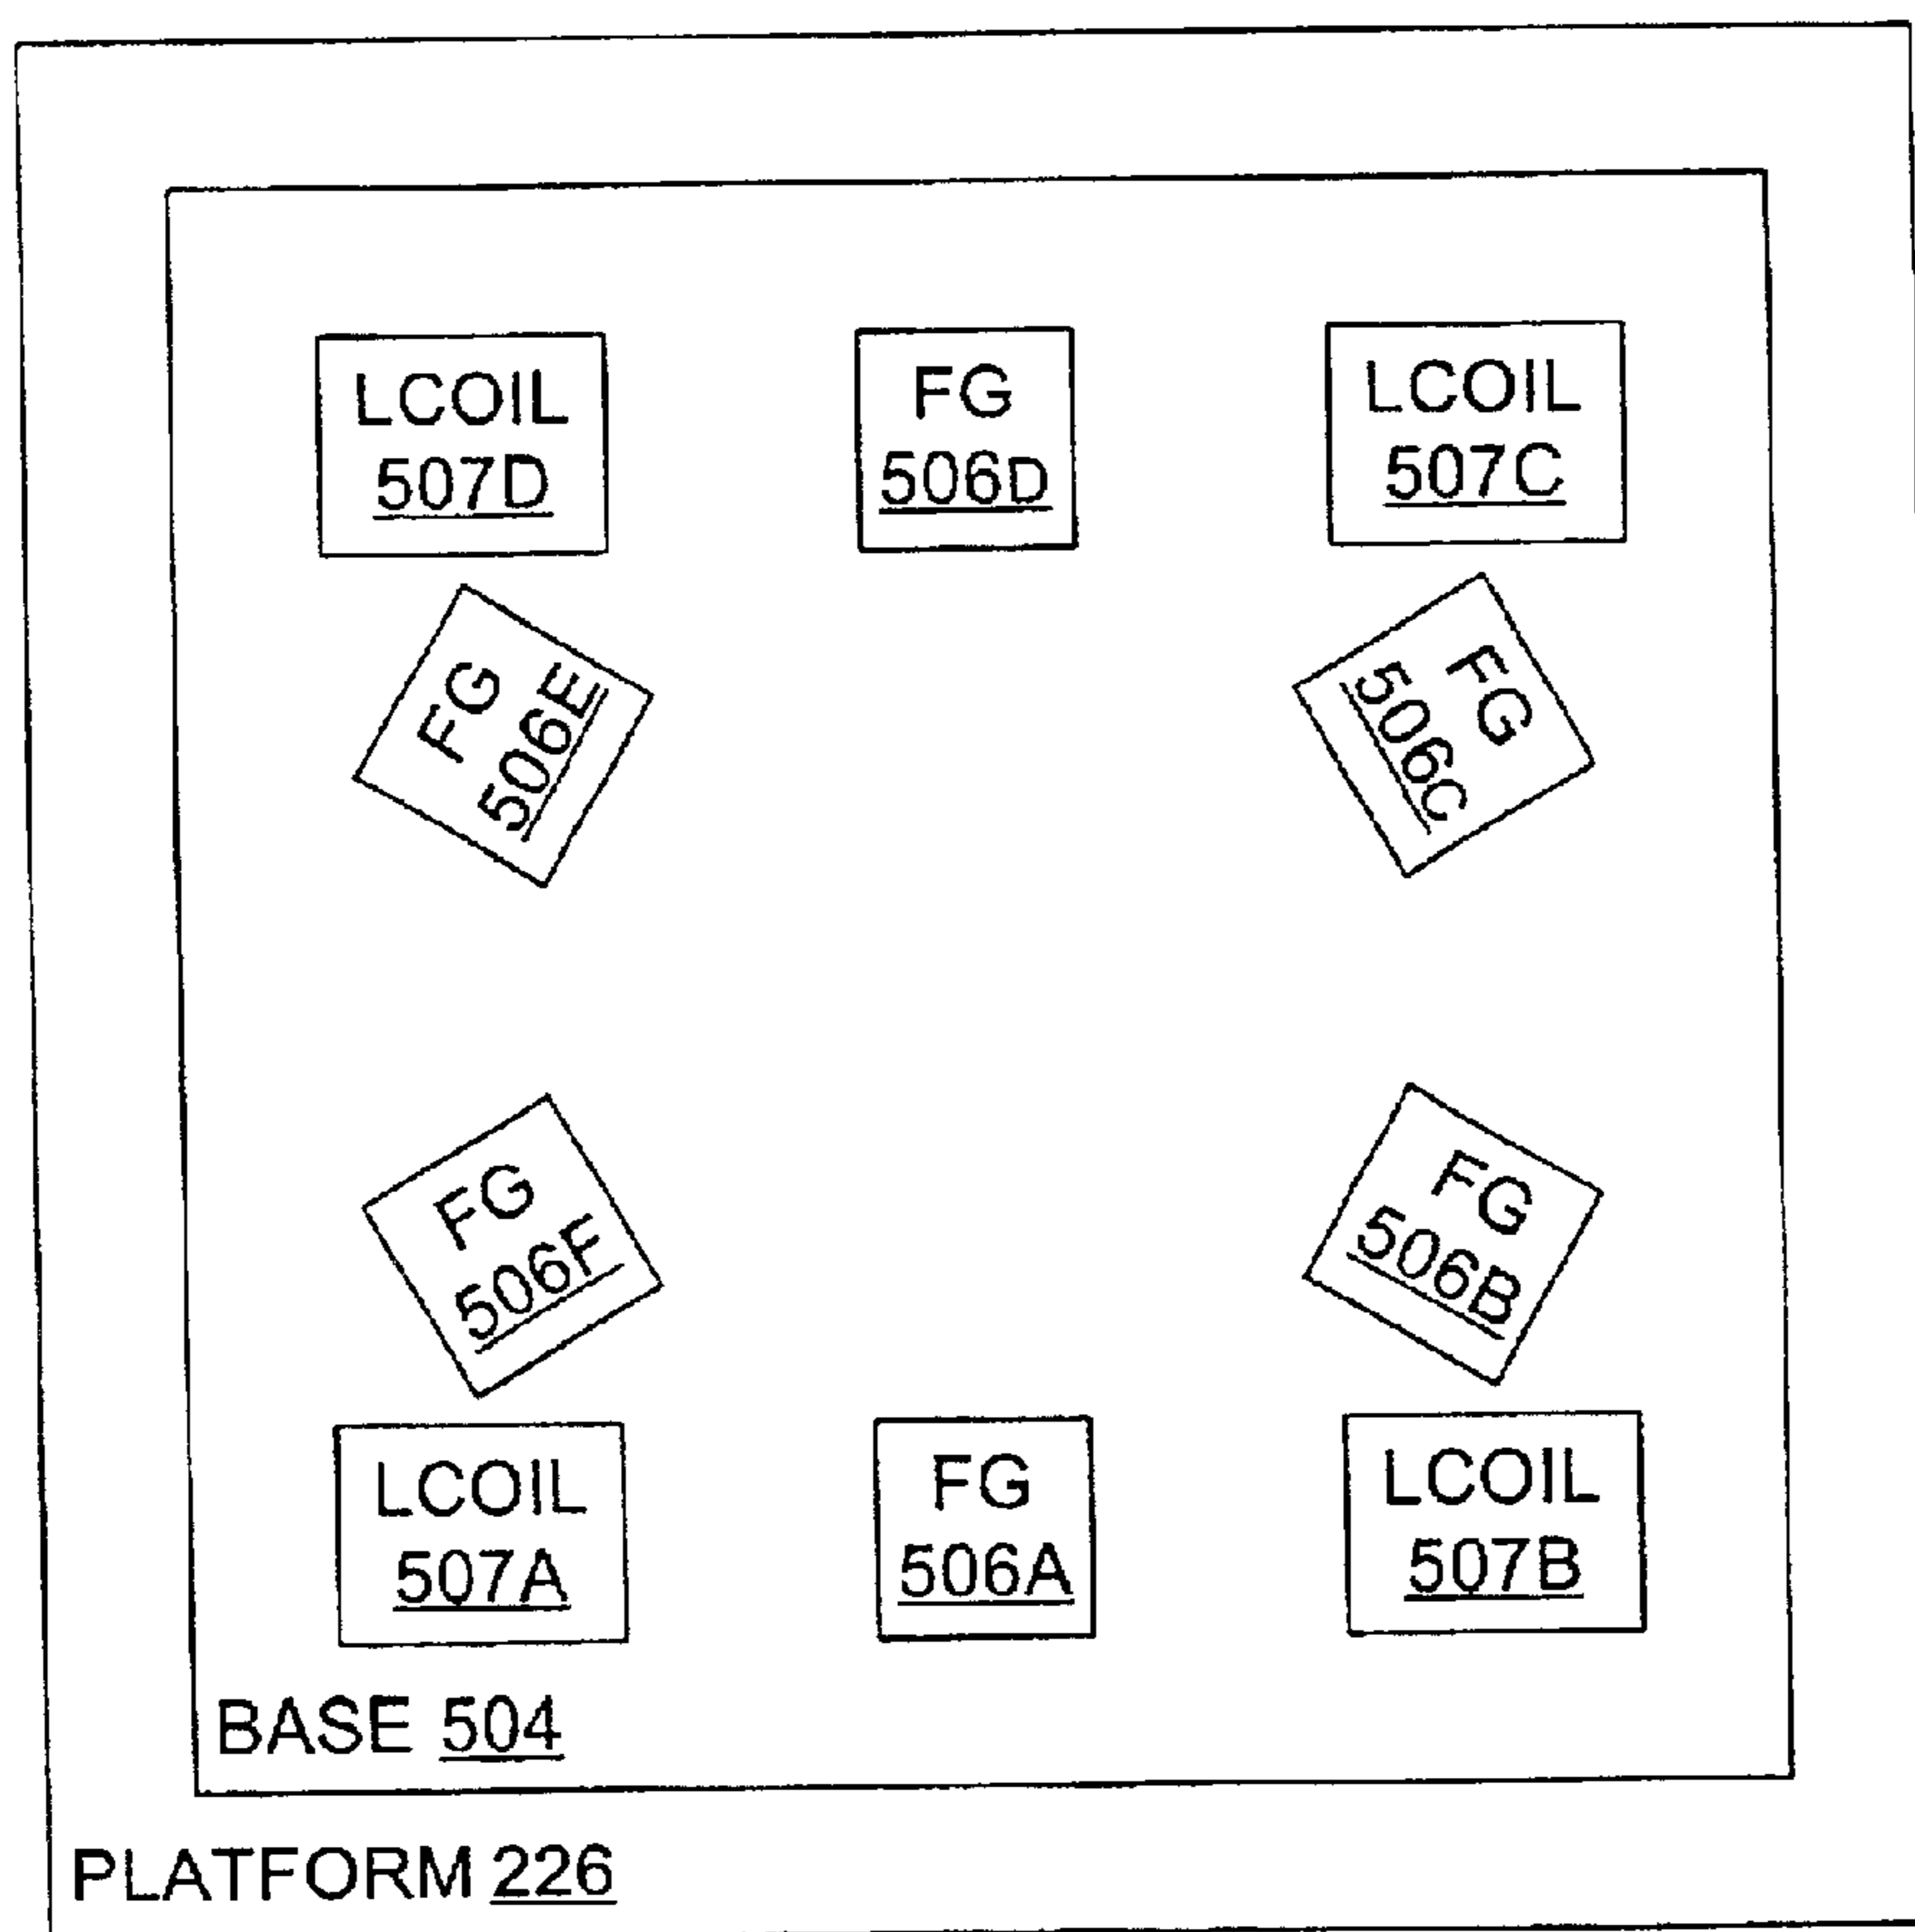 LCOIL
507D
FG
506D
LCOIL
507C
FG
506E
FG
506C
FG
506F
FG
506B
LCOIL
507A
FG
506A
LCOIL
507B
BASE 504
PLATFORM 226